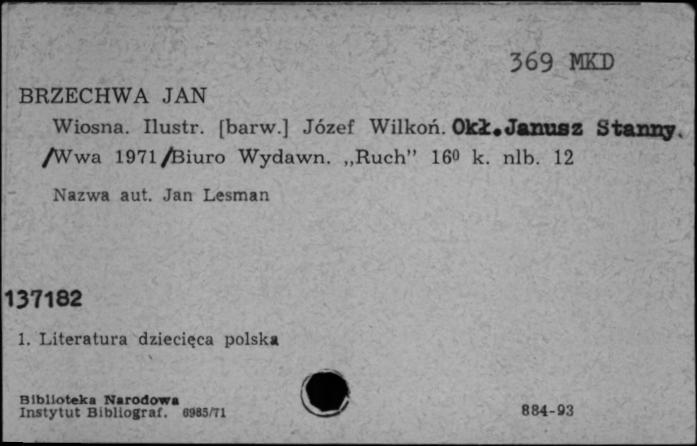 369 MKD
BRZECHWA JAN
Wiosna. Ilustr. [barw.] Józef Wilkoń. Okł. Janusz Stanny.
/Wwa 1971/Biuro Wydawn. „Ruch” 16⁰ k. nlb. 12
Nazwa aut. Jan Lesman
137182
1. Literatura dziecięca polska
Biblioteka Narodowa
Instytut Bibliograf. 6985/71
884-93